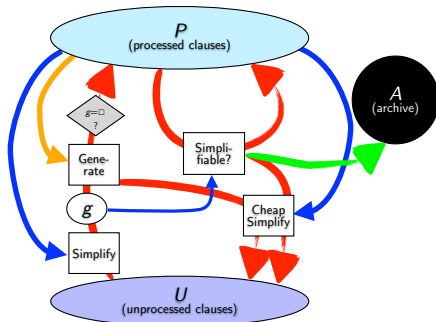 P
(processed clauses)
A
(archive)
g=□
?
Simpli-
fiable?
Gene-
rate
g
Cheap
Simplify
Simplify
U
(unprocessed clauses)